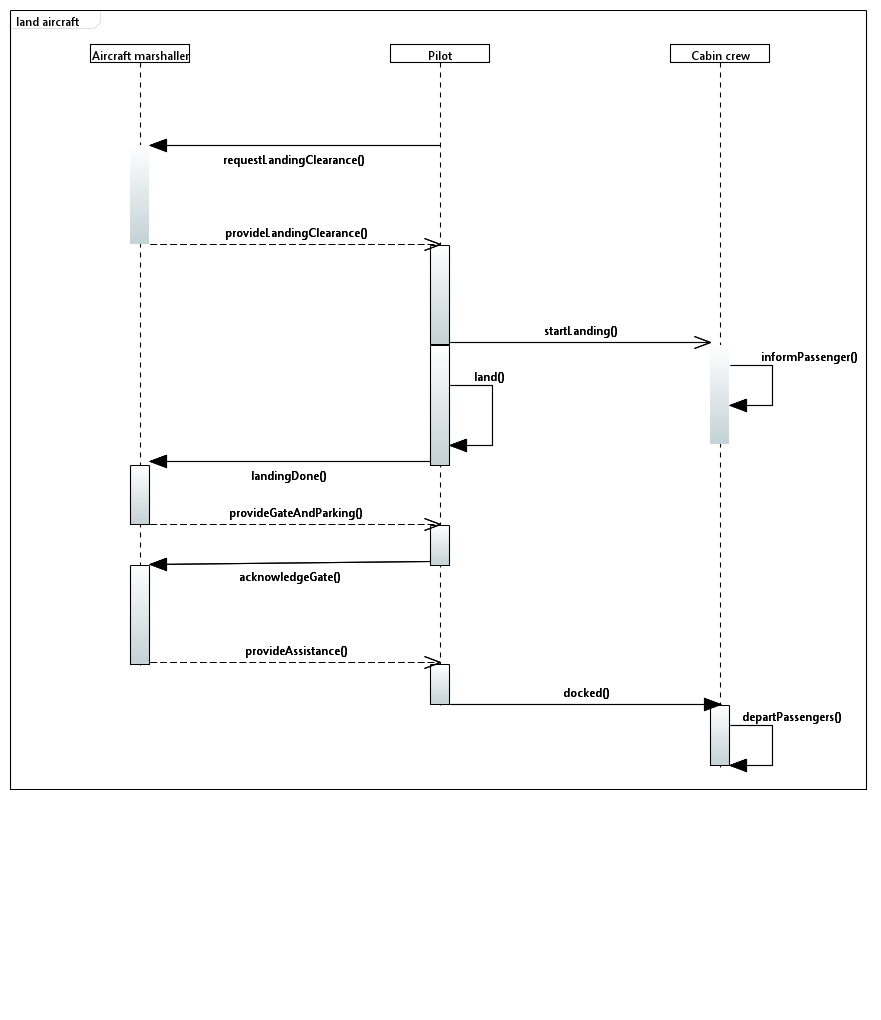 land aircraft
Aircraft marshaller
Pilot
Cabin crew
requestLandingClearance()
provideLandingClearance()
startLanding()
informPassenger()
land()
landingDone()
provideGateAndParking()
acknowledgeGate()
provideAssistance()
docked()
departPassengers()